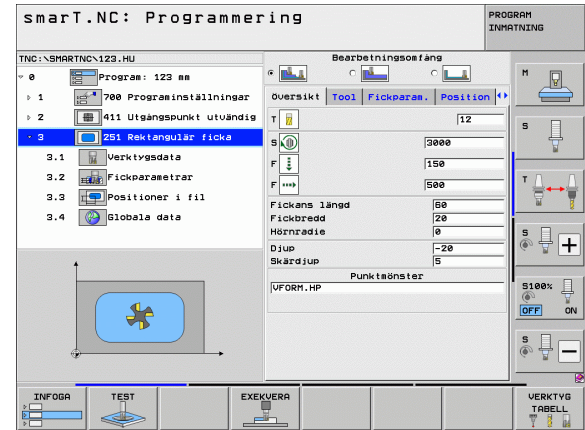 smarT.NC: Programmering
PROGRAM
INMATNING
TNC:\SMARTNC\123.HU
0 Program: 123 mm
1 700 Programinställningar
2 411 Utgångspunkt utvändig
3 251 Rektangulär ficka
3.1 Verktygsdata
3.2 Fickparametrar
3.3 Positioner i fil
3.4 Globala data
Bearbetningsomfång
Översikt Tool Fickparam. Position
T 12
S 3000
F 150
F 500
Fickans längd 60
Fickbredd 20
Hörnradie 0
Djup -20
Skärdjup 5
Punktmönster
VFORM.HP
M
S
T
S
S100%
OFF ON
S
INFOGA
TEST
EXEKVERA
VERKTYG
TABELL